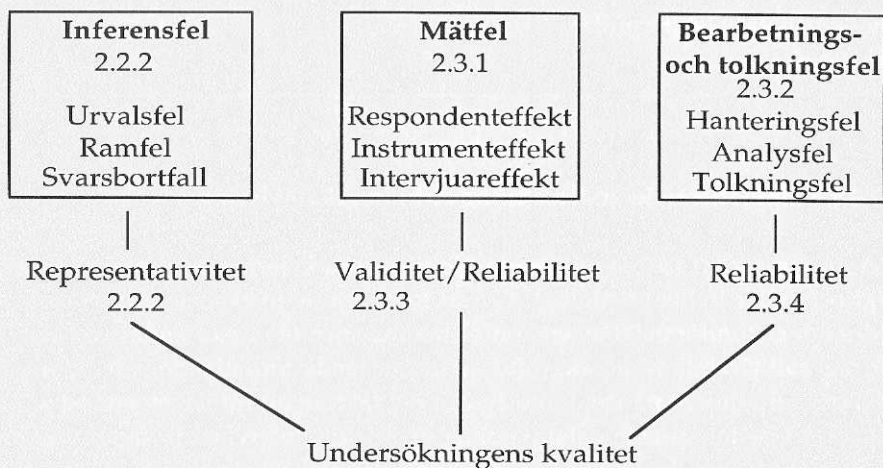 Inferensfel
2.2.2
Urvalsfel
Ramfel
Svarsbortfall
Mätfel
2.3.1
Respondenteffekt
Instrumenteffekt
Intervjuareffekt
Bearbetnings-
och tolkningsfel
2.3.2
Hanteringsfel
Analysfel
Tolkningsfel
Representativitet
2.2.2
Validitet/Reliabilitet
2.3.3
Reliabilitet
2.3.4
Undersökningens kvalitet